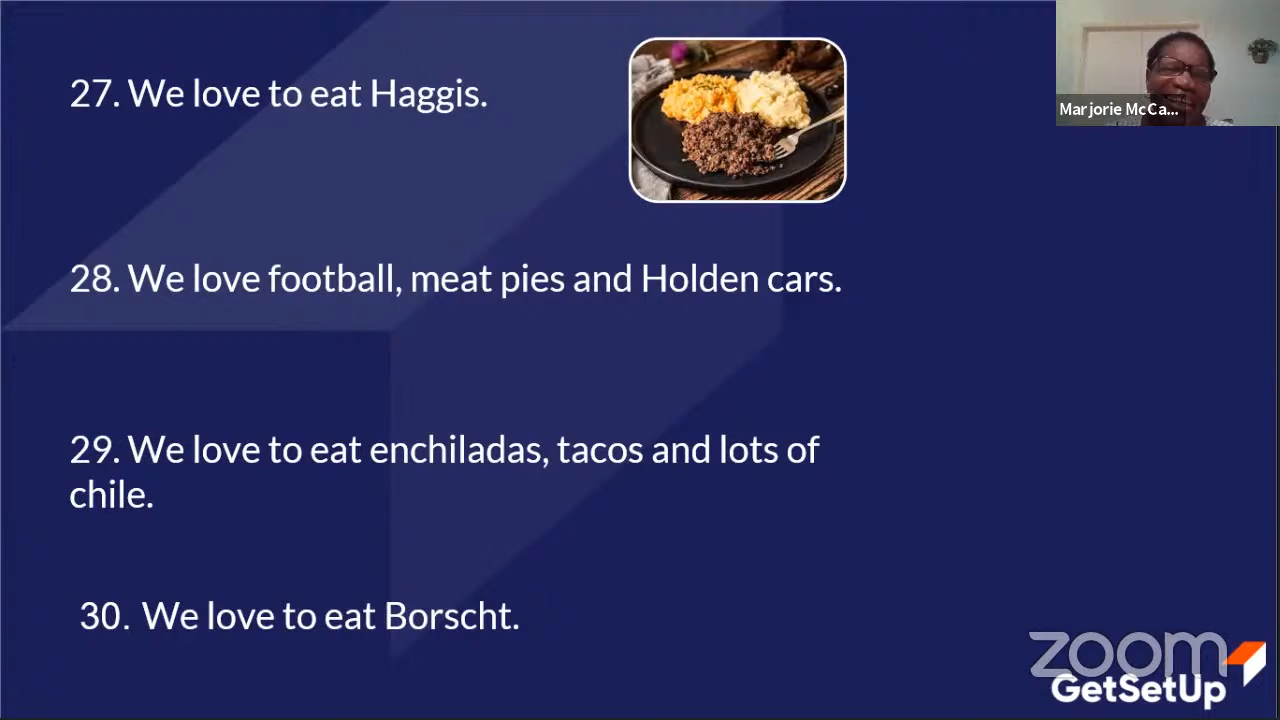 27. We love to eat Haggis.
Marjorie McCa...
28. We love football, meat pies and Holden cars.
29. We love to eat enchiladas, tacos and lots of
chile.
30. We love to eat Borscht.
zoom
GetSetUp